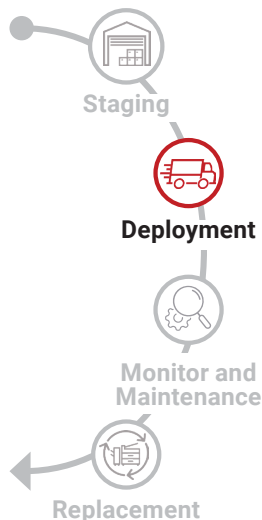 Staging
Deployment
Monitor and
Maintenance
Replacement